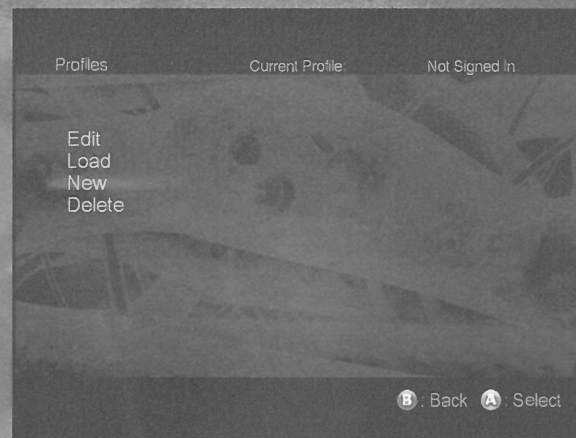 Profiles Current Profile: Not Signed In
Edit
Load
New
Delete
B : Back A : Select